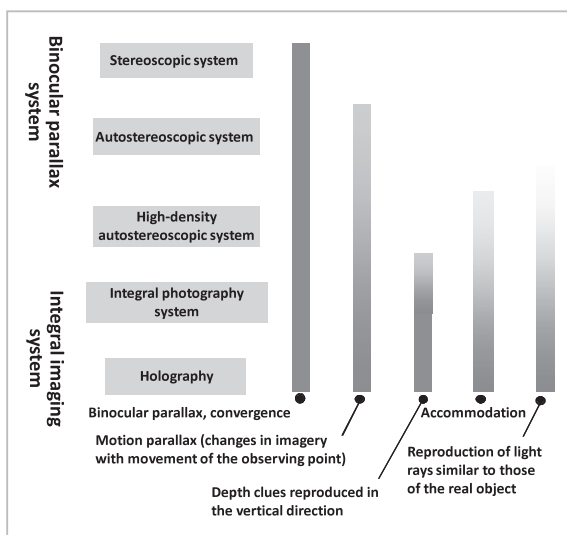 Binocular parallax
system
Stereoscopic system
Autostereoscopic system
High-density
autostereoscopic system
Integral imaging
system
Integral photography
system
Holography
Binocular parallax, convergence
Accommodation
Motion parallax (changes in imagery
with movement of the observing point)
Reproduction of light
rays similar to those
of the real object
Depth clues reproduced in
the vertical direction